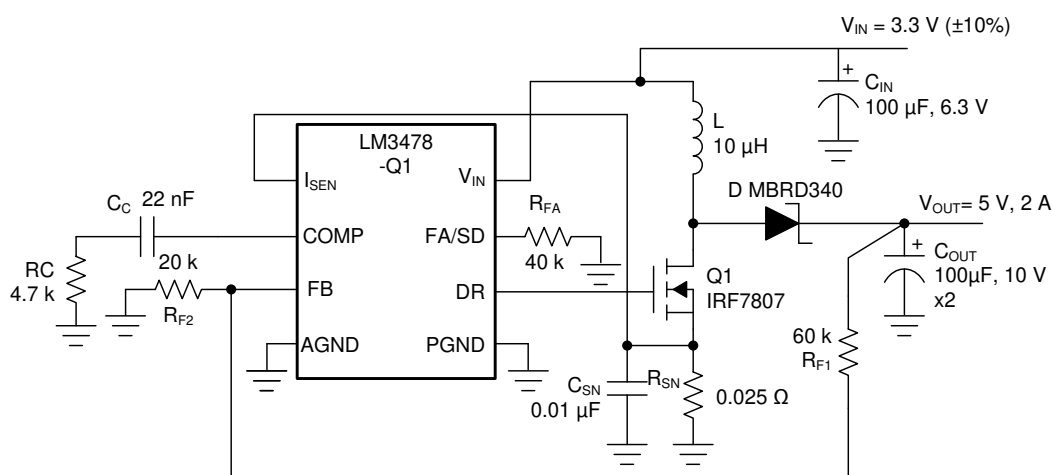 V_IN = 3.3 V (±10%)
C_IN
100 µF, 6.3 V
L
10 µH
LM3478
-Q1
I_SEN
V_IN
COMP
FA/SD
FB
DR
AGND
PGND
C_C 22 nF
RC
4.7 k
20 k
R_F2
R_FA
40 k
D MBRD340
V_OUT= 5 V, 2 A
C_OUT
100µF, 10 V
x2
Q1
IRF7807
60 k
R_F1
C_SN
0.01 µF
R_SN
0.025 Ω